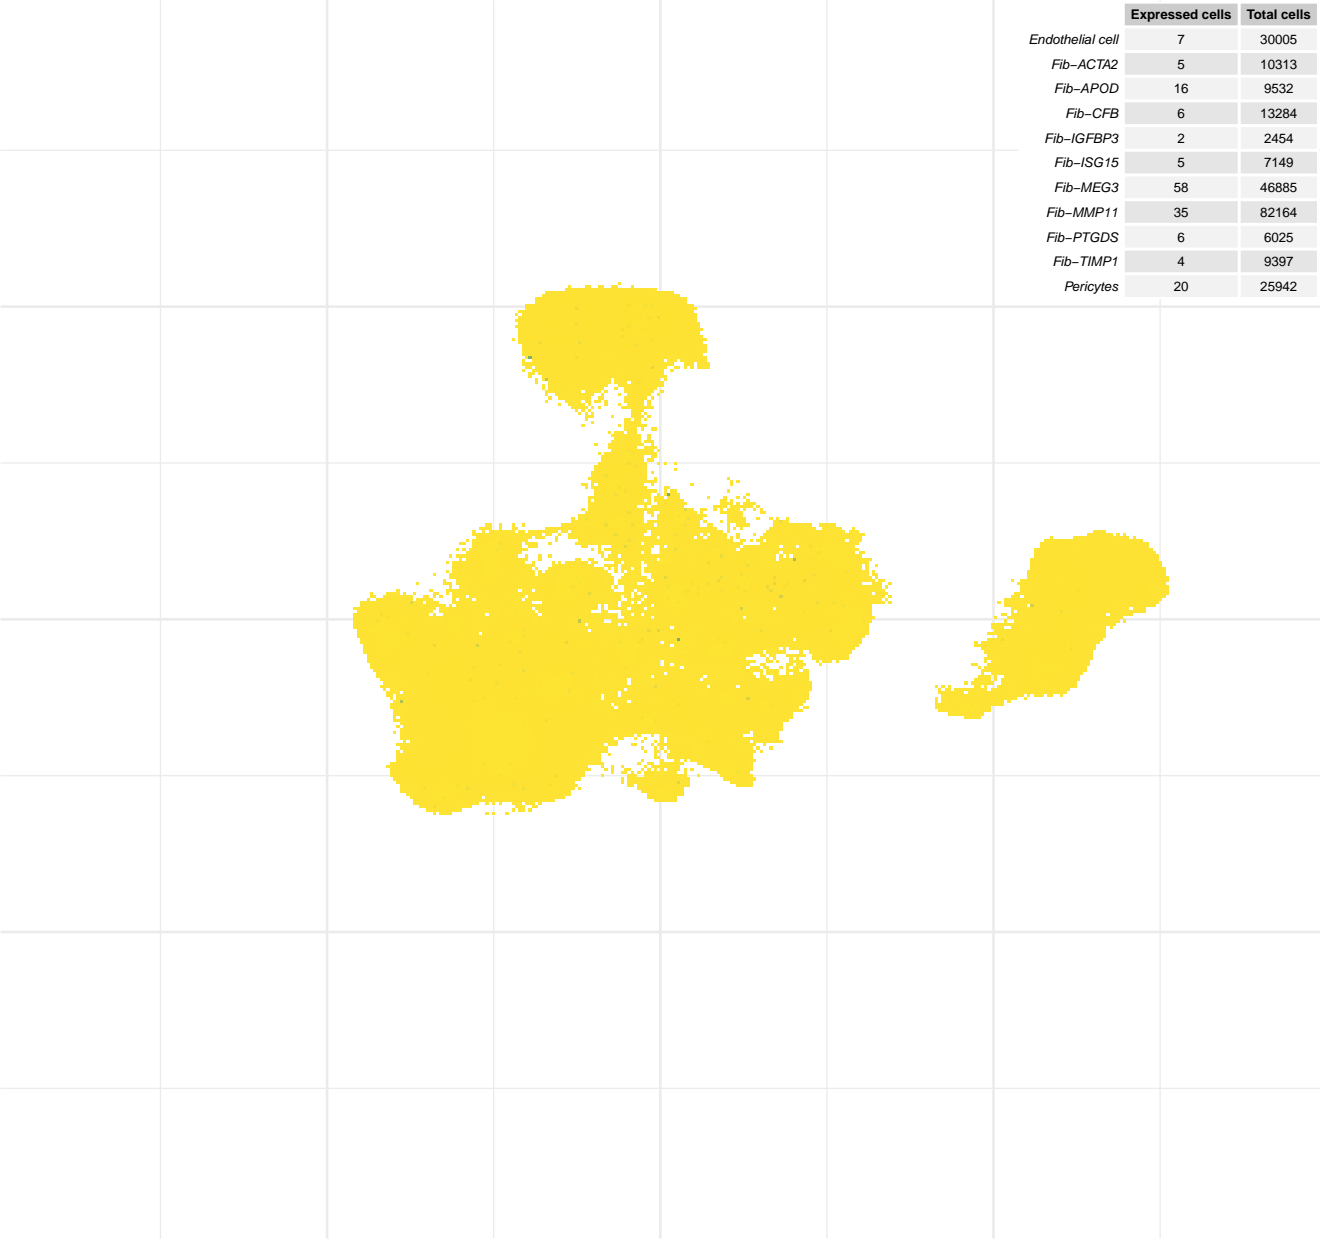 Expressed cells Total cells
Endothelial cell 7 30005
Fib−ACTA2 5 10313
Fib−APOD 16 9532
Fib−CFB 6 13284
Fib−IGFBP3 2 2454
Fib−ISG15 5 7149
Fib−MEG3 58 46885
Fib−MMP11 35 82164
Fib−PTGDS 6 6025
Fib−TIMP1 4 9397
Pericytes 20 25942